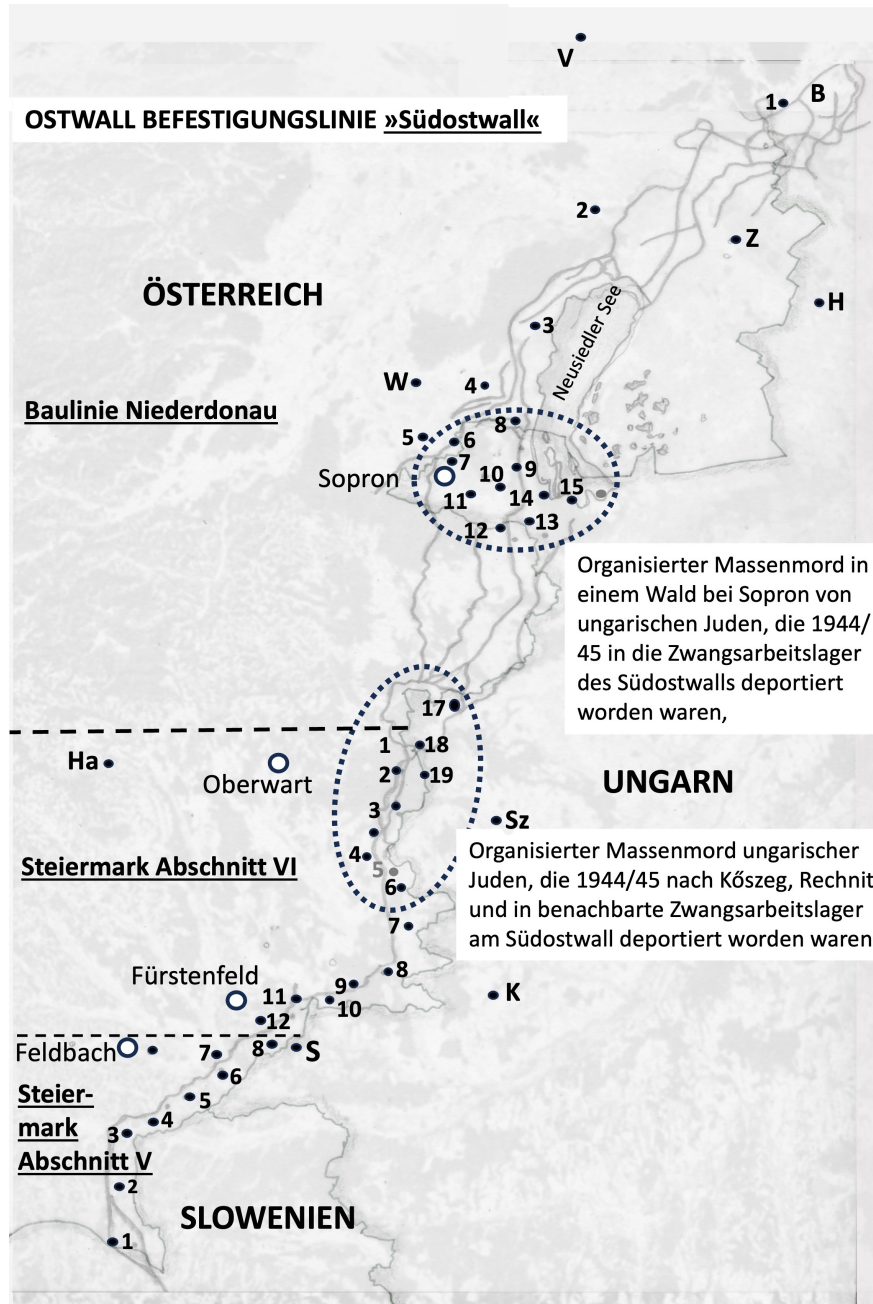 V
1 B
OSTWALL BEFESTIGUNGSLINIE »Südostwall«
2
Z
ÖSTERREICH
H
3
Neusiedler See
W 4
Baulinie Niederdonau
8
5 6
7
Sopron
9
10
11 14 15
12 13
Organisierter Massenmord in
einem Wald bei Sopron von
ungarischen Juden, die 1944/
45 in die Zwangsarbeitslager
des Südostwalls deportiert
worden waren,
17
1 18
Ha
2 19
Oberwart
UNGARN
3
Sz
4
Steiermark Abschnitt VI
5
6
Organisierter Massenmord ungarischer
Juden, die 1944/45 nach Kőszeg, Rechnit
und in benachbarte Zwangsarbeitslager
am Südostwall deportiert worden waren
7
8
Fürstenfeld
9
11 10
K
12
Feldbach
7 8 S
6
Steier-
mark
Abschnitt V
5
4
3
2
SLOWENIEN
1